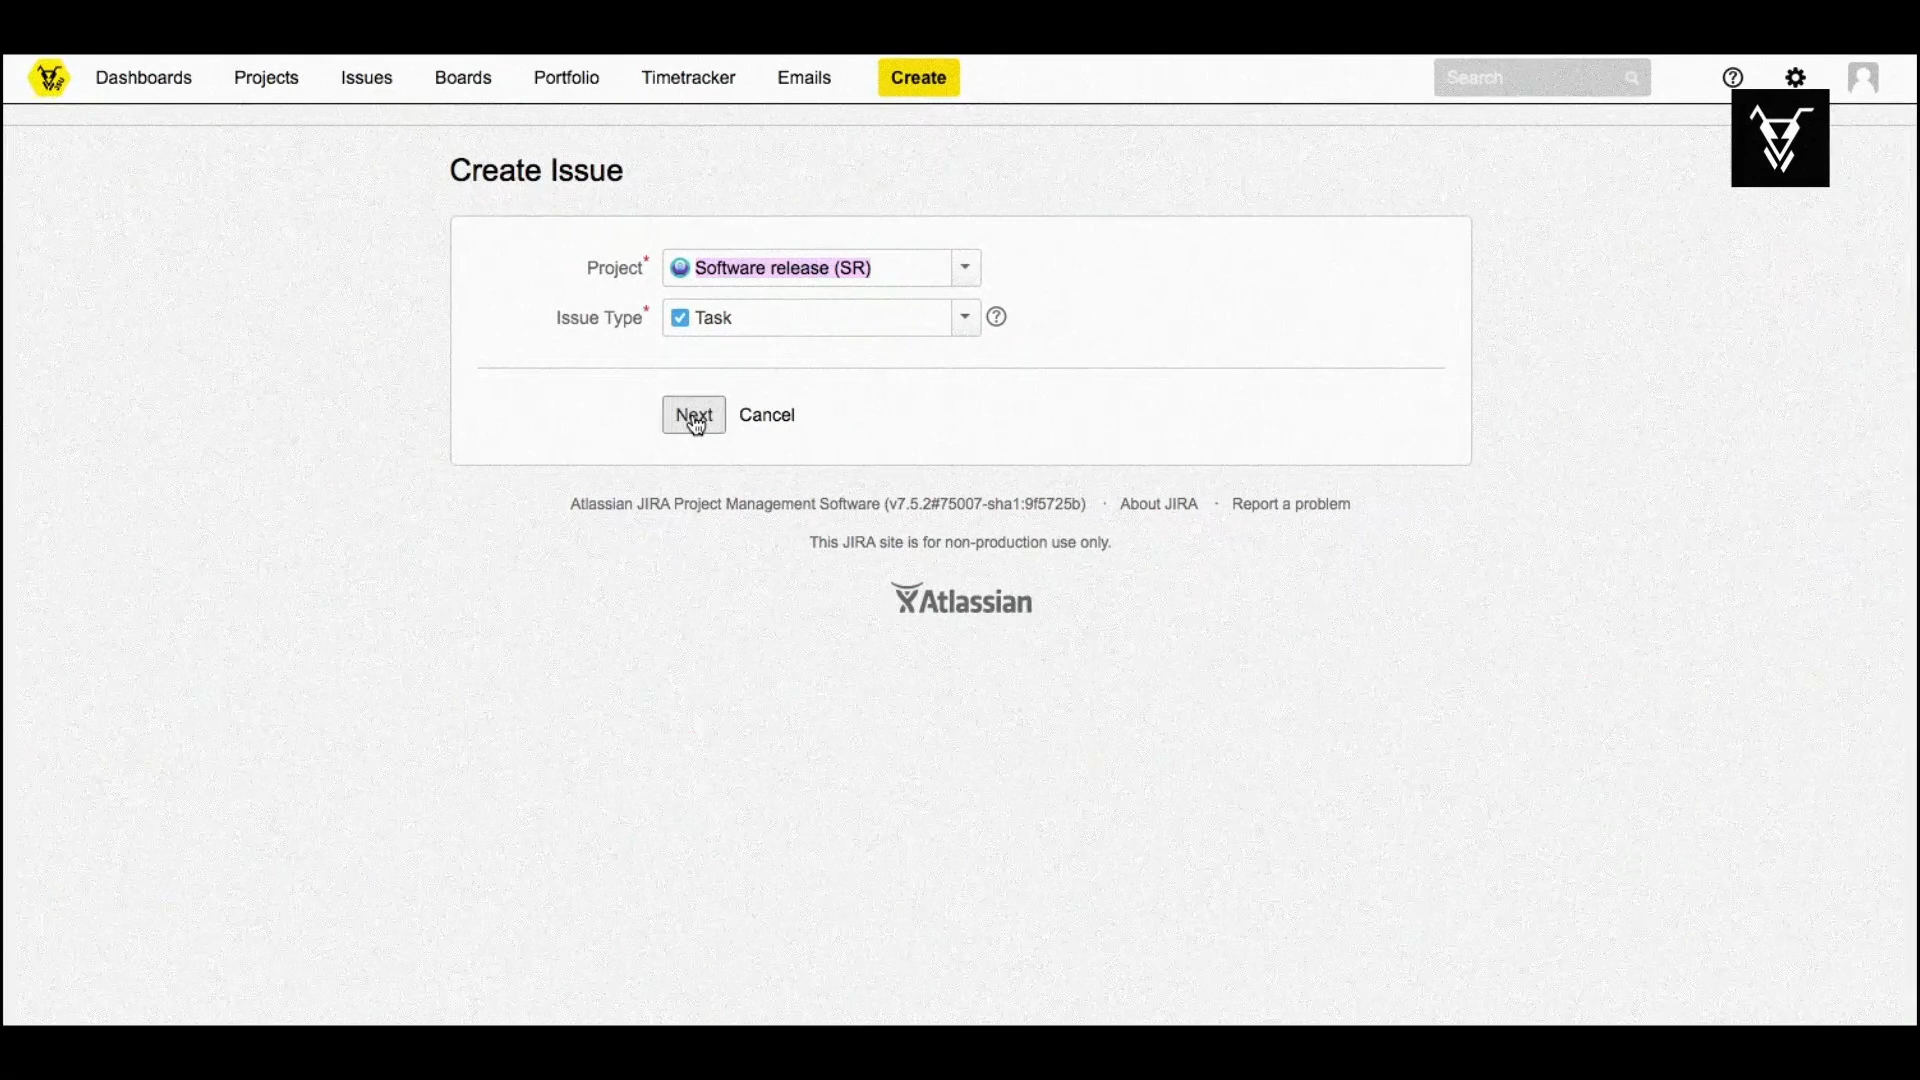 Dashboards Projects Issues Boards Portfolio Timetracker Emails Create Search
Create Issue
Project* Software release (SR)
Issue Type* Task
Next Cancel
Atlassian JIRA Project Management Software (v7.5.2#75007-sha1:9f5725b) · About JIRA · Report a problem
This JIRA site is for non-production use only.
Atlassian